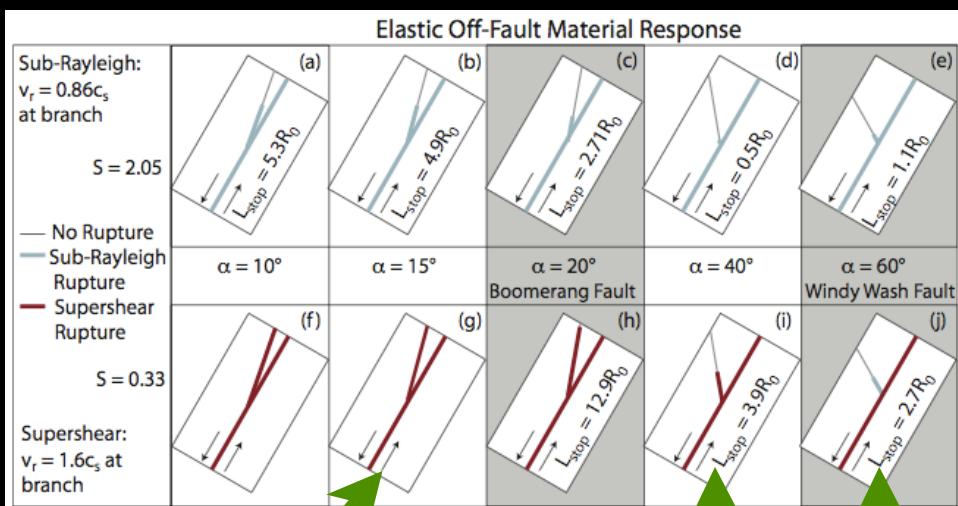 Elastic Off-Fault Material Response
Sub-Rayleigh:
v_r = 0.86c_s
at branch
S = 2.05
(a)
L_stop = 5.3R_0
(b)
L_stop = 4.9R_0
(c)
L_stop = 2.71R_0
(d)
L_stop = 0.5R_0
(e)
L_stop = 1.1R_0
No Rupture
Sub-Rayleigh
Rupture
Supershear
Rupture
α = 10°
α = 15°
α = 20°
Boomerang Fault
α = 40°
α = 60°
Windy Wash Fault
S = 0.33
Supershear:
v_r = 1.6c_s at
branch
(f)
(g)
(h)
L_stop = 12.9R_0
(i)
L_stop = 3.9R_0
(j)
L_stop = 2.7R_0